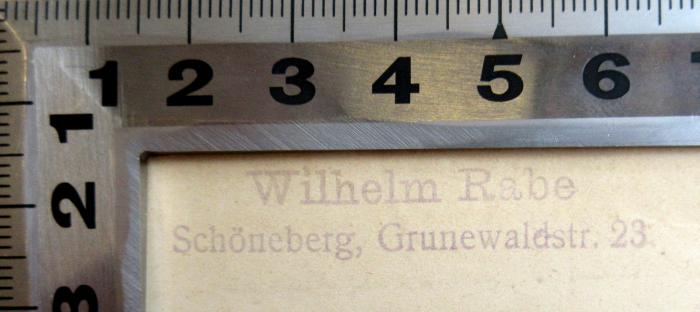 1 2 3 4 5 6
1
2
3
Wilhelm Rabe
Schöneberg, Grunewaldstr. 23.